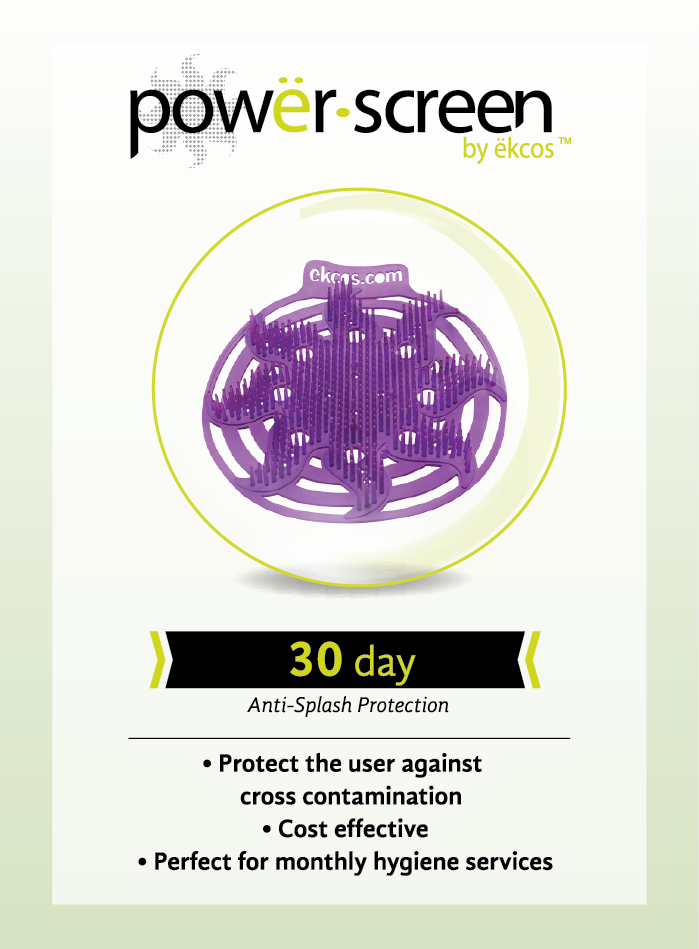 powër·screen
by ëkcos™
ekcos.com
30 day
Anti-Splash Protection
• Protect the user against
cross contamination
• Cost effective
• Perfect for monthly hygiene services